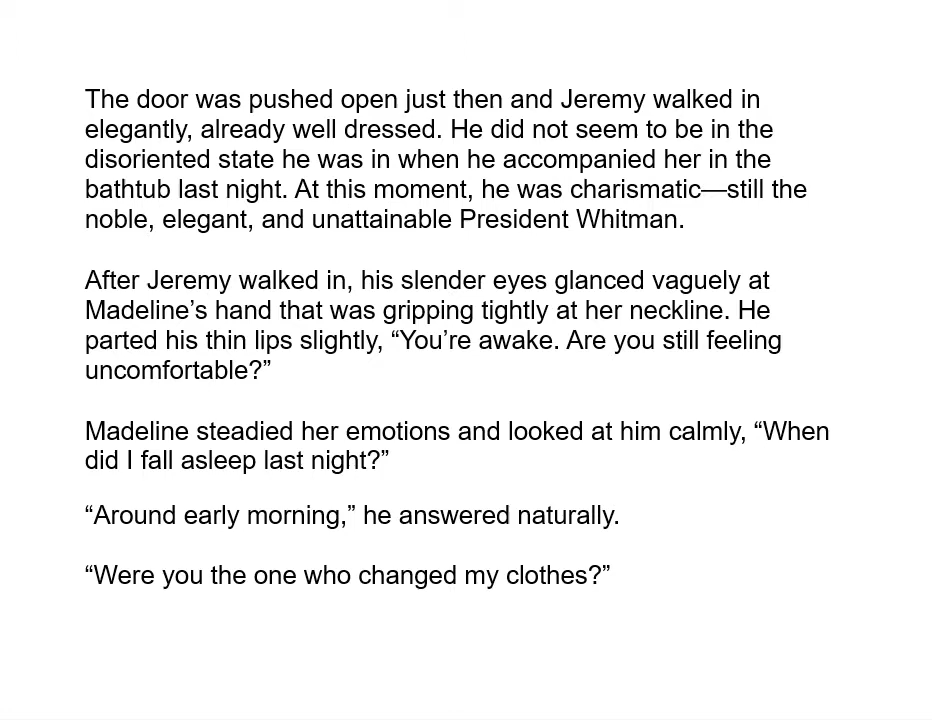 The door was pushed open just then and Jeremy walked in
elegantly, already well dressed. He did not seem to be in the
disoriented state he was in when he accompanied her in the
bathtub last night. At this moment, he was charismatic—still the
noble, elegant, and unattainable President Whitman.
After Jeremy walked in, his slender eyes glanced vaguely at
Madeline’s hand that was gripping tightly at her neckline. He
parted his thin lips slightly, “You’re awake. Are you still feeling
uncomfortable?”
Madeline steadied her emotions and looked at him calmly, “When
did I fall asleep last night?”
“Around early morning,” he answered naturally.
“Were you the one who changed my clothes?”